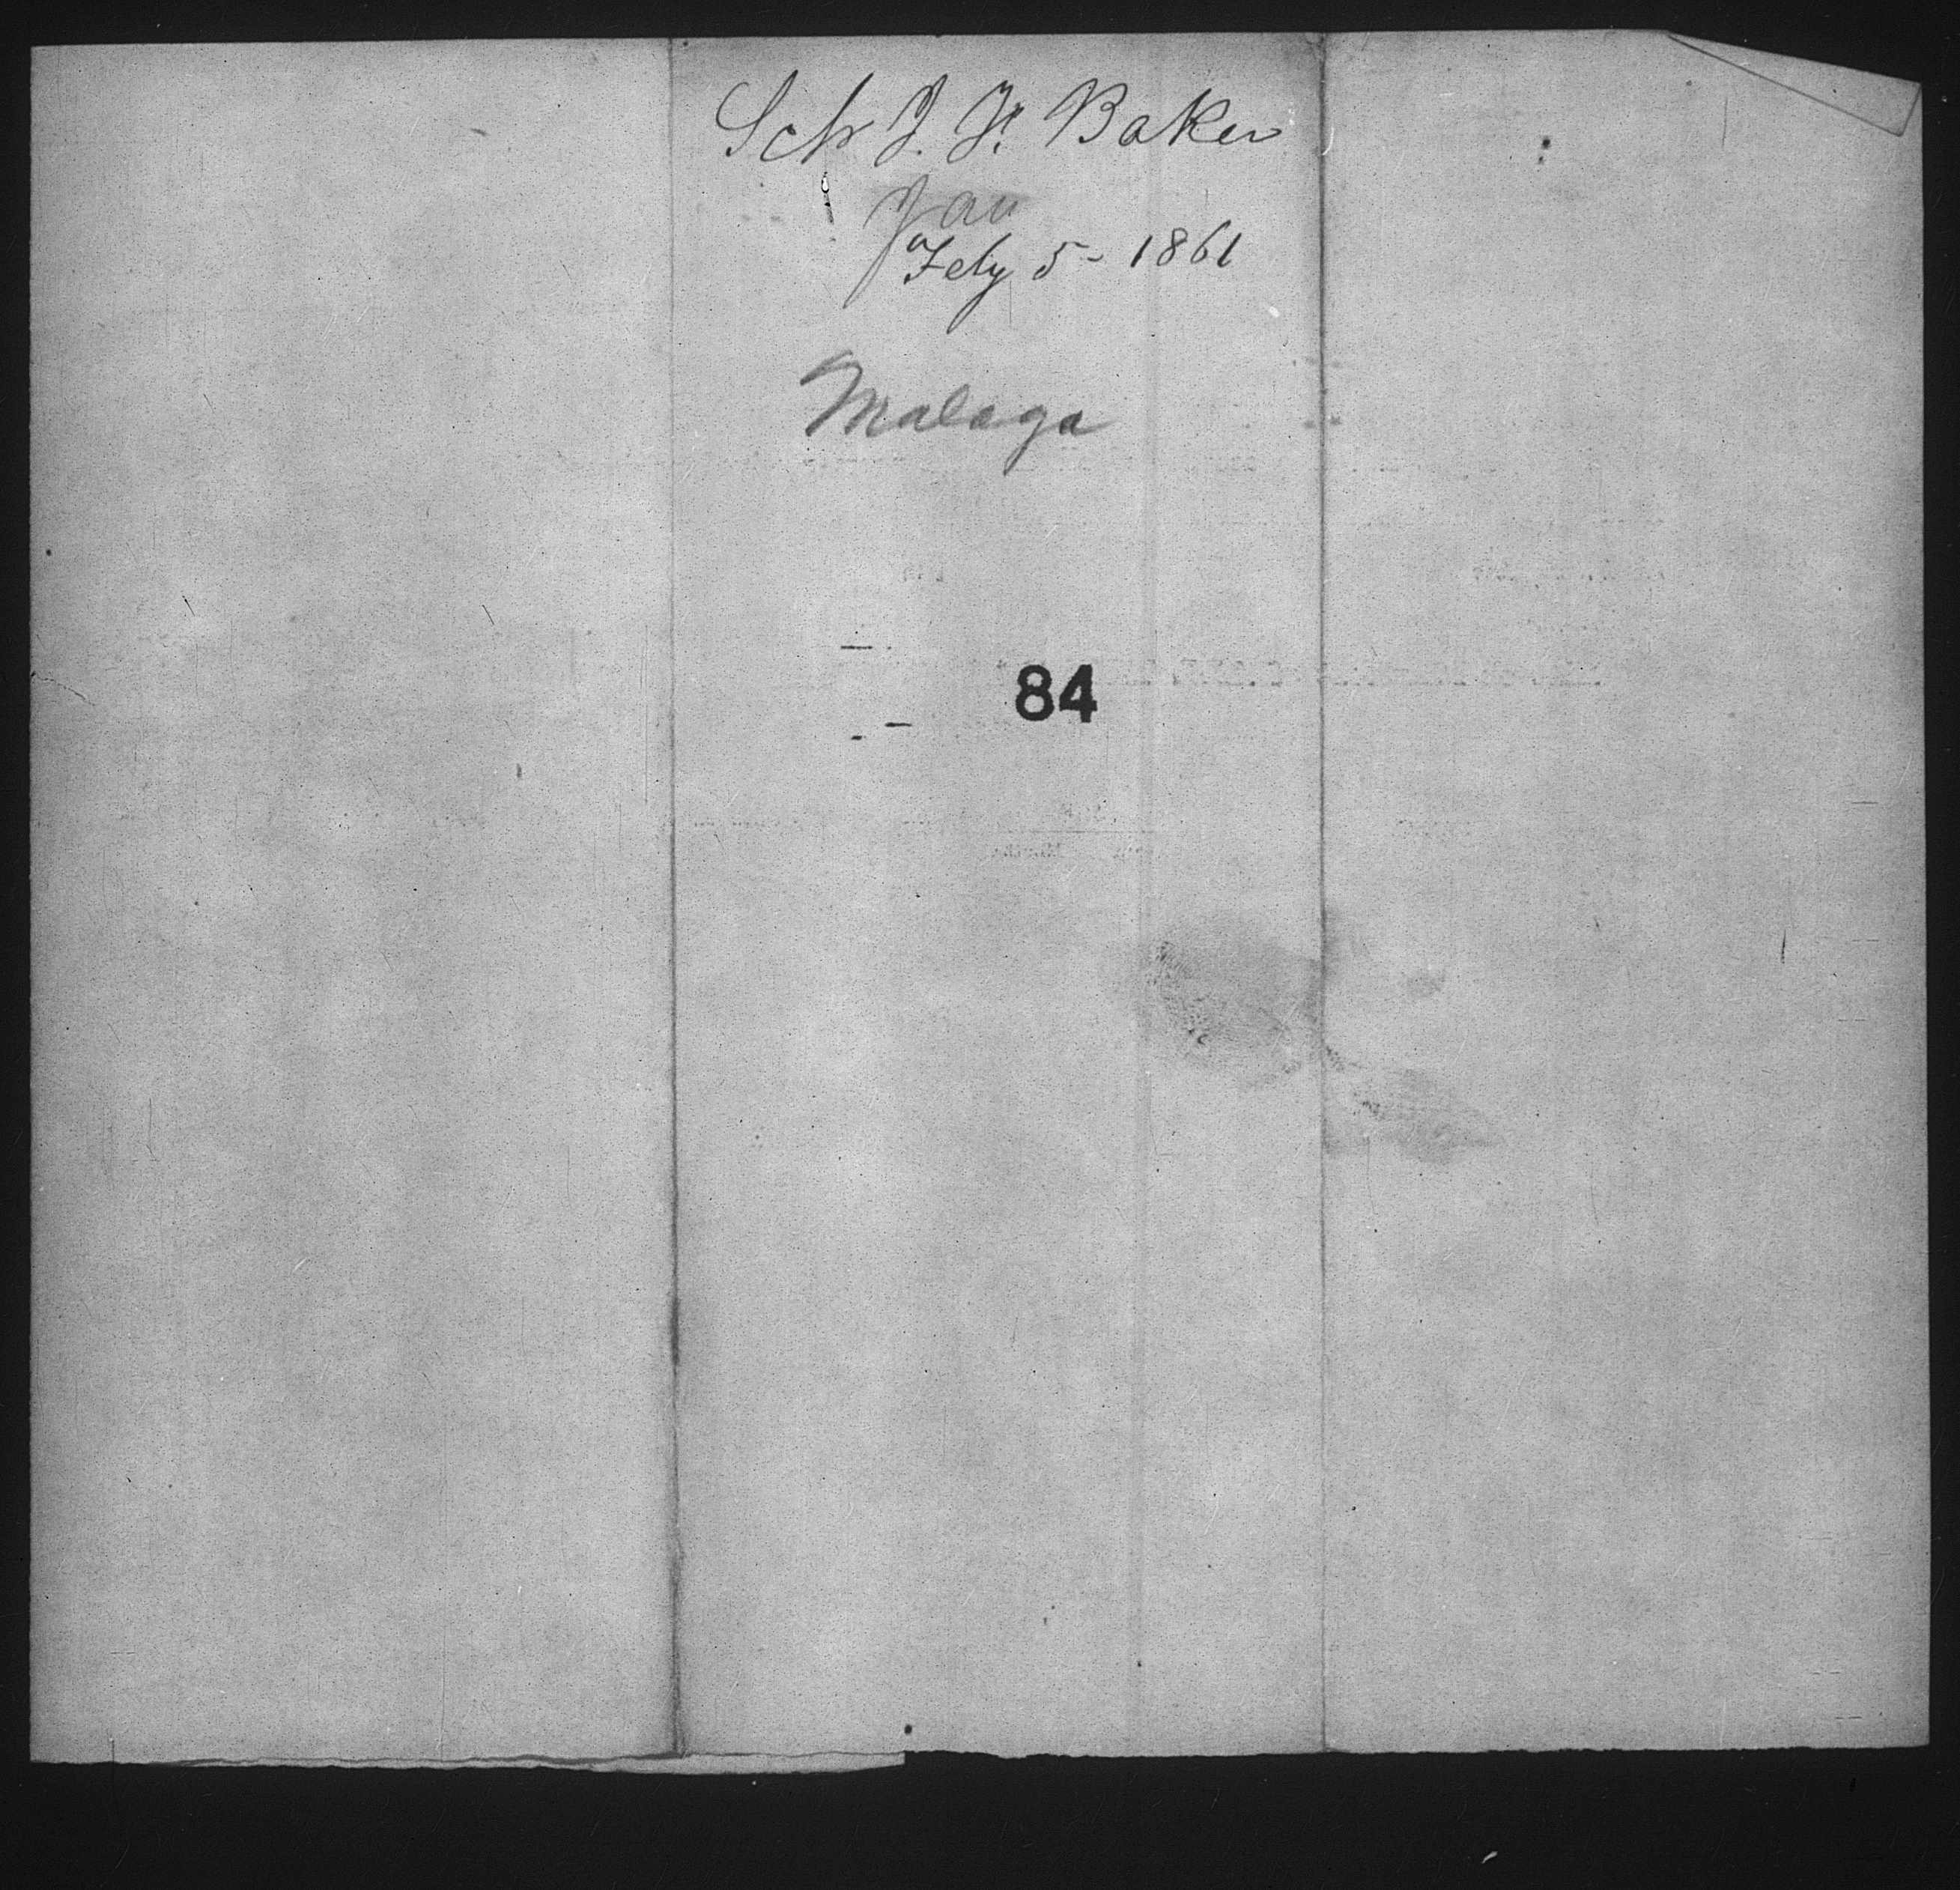 Sch J. H. Baker
Jan
Feby 5 - 1861
Malaga
84